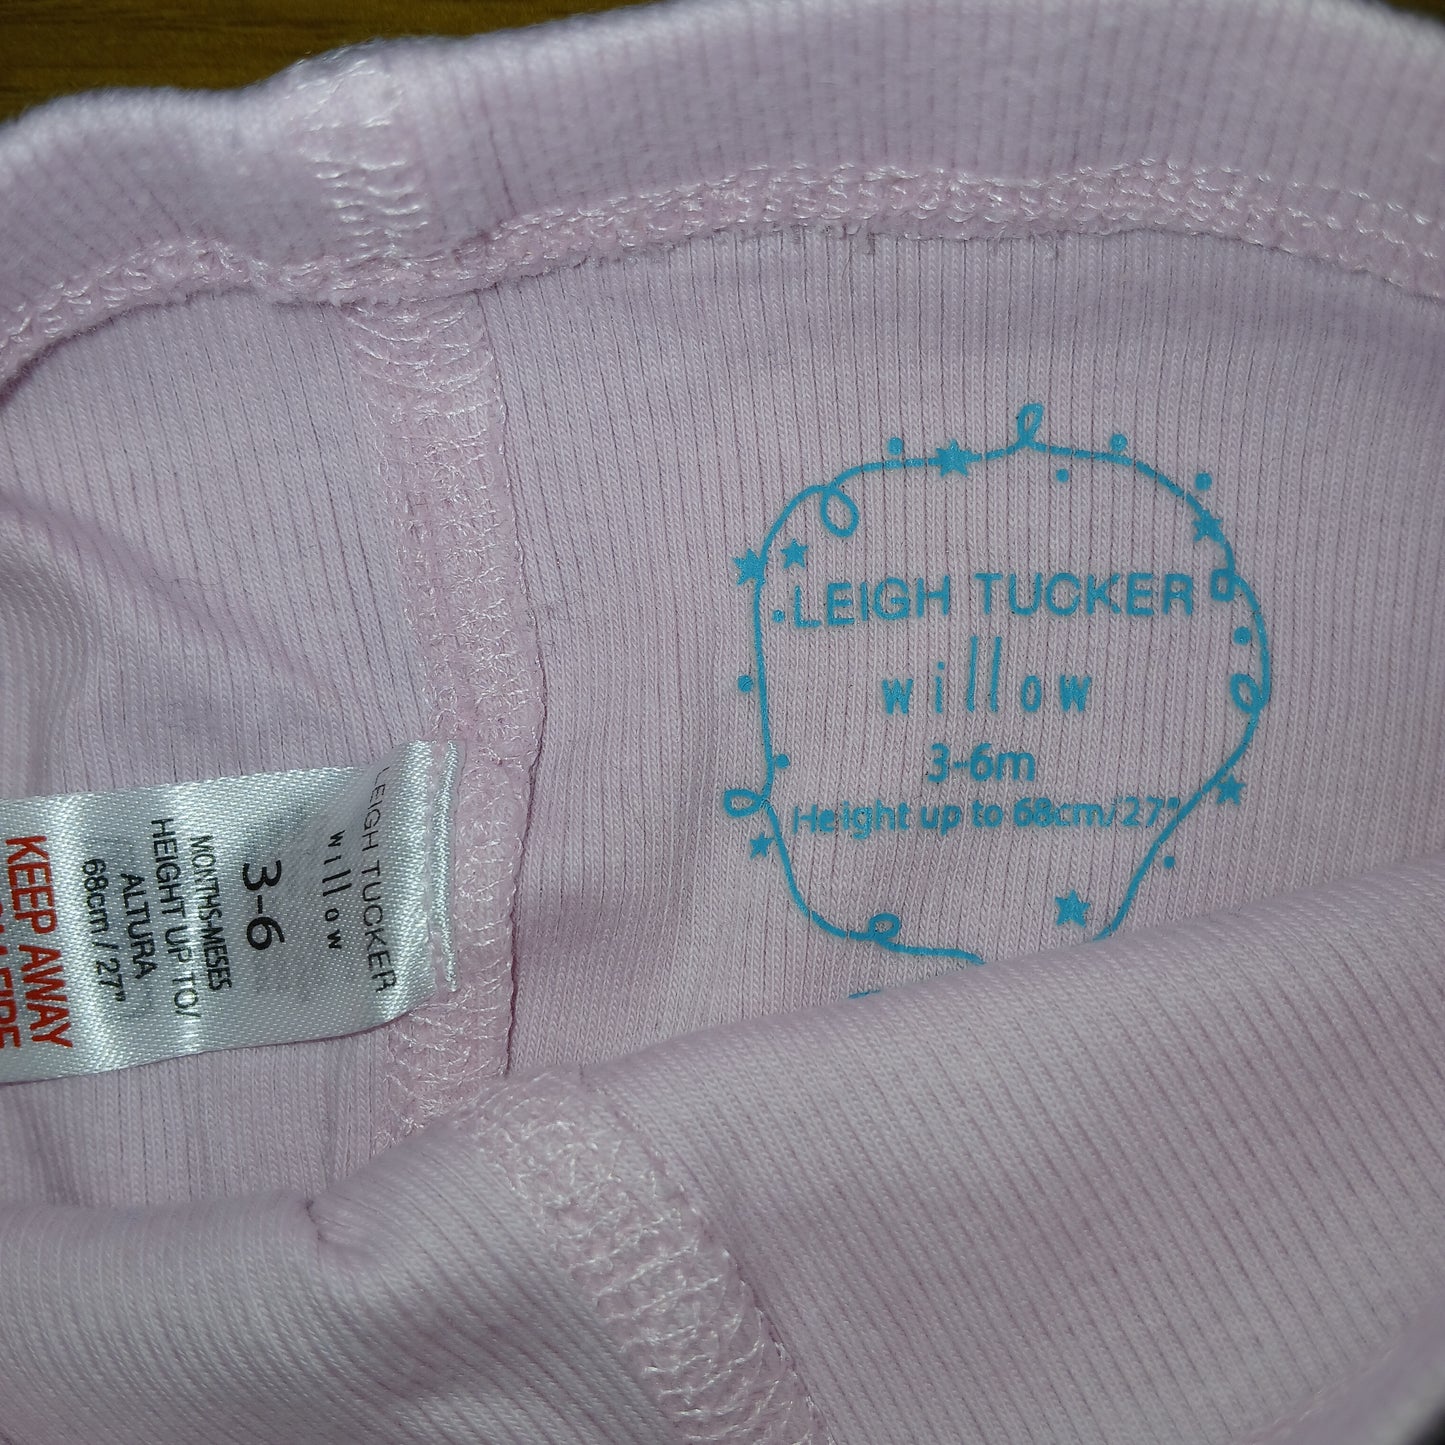 LEIGH TUCKER
willow
3-6m
Height up to 68cm/27"
LEIGH TUCKER
willow
3-6
MONTHS-MESES
HEIGHT UP TO/
ALTURA
68cm/27"
KEEP AWAY